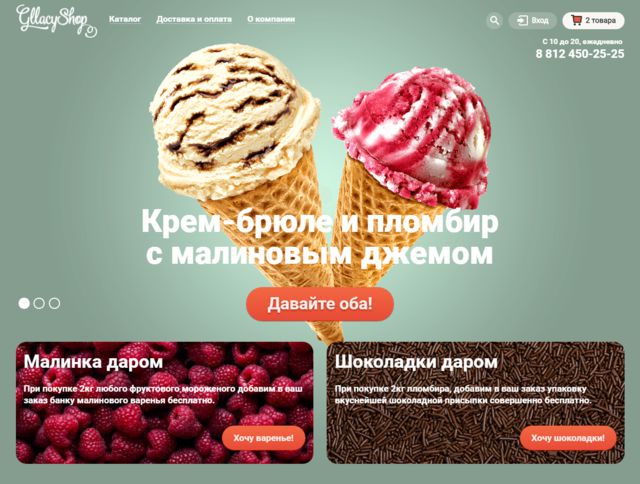 GllacyShop
Каталог
Доставка и оплата
О компании
Вход
2 товара
С 10 до 20, ежедневно
8 812 450-25-25
Крем-брюле и пломбир
с малиновым джемом
Давайте оба!
Малинка даром
При покупке 2кг любого фруктового мороженого добавим в ваш
заказ банку малинового варенья бесплатно.
Хочу варенье!
Шоколадки даром
При покупке 2кг пломбира, добавим в ваш заказ упаковку
вкуснейшей шоколадной присыпки совершенно бесплатно.
Хочу шоколадки!